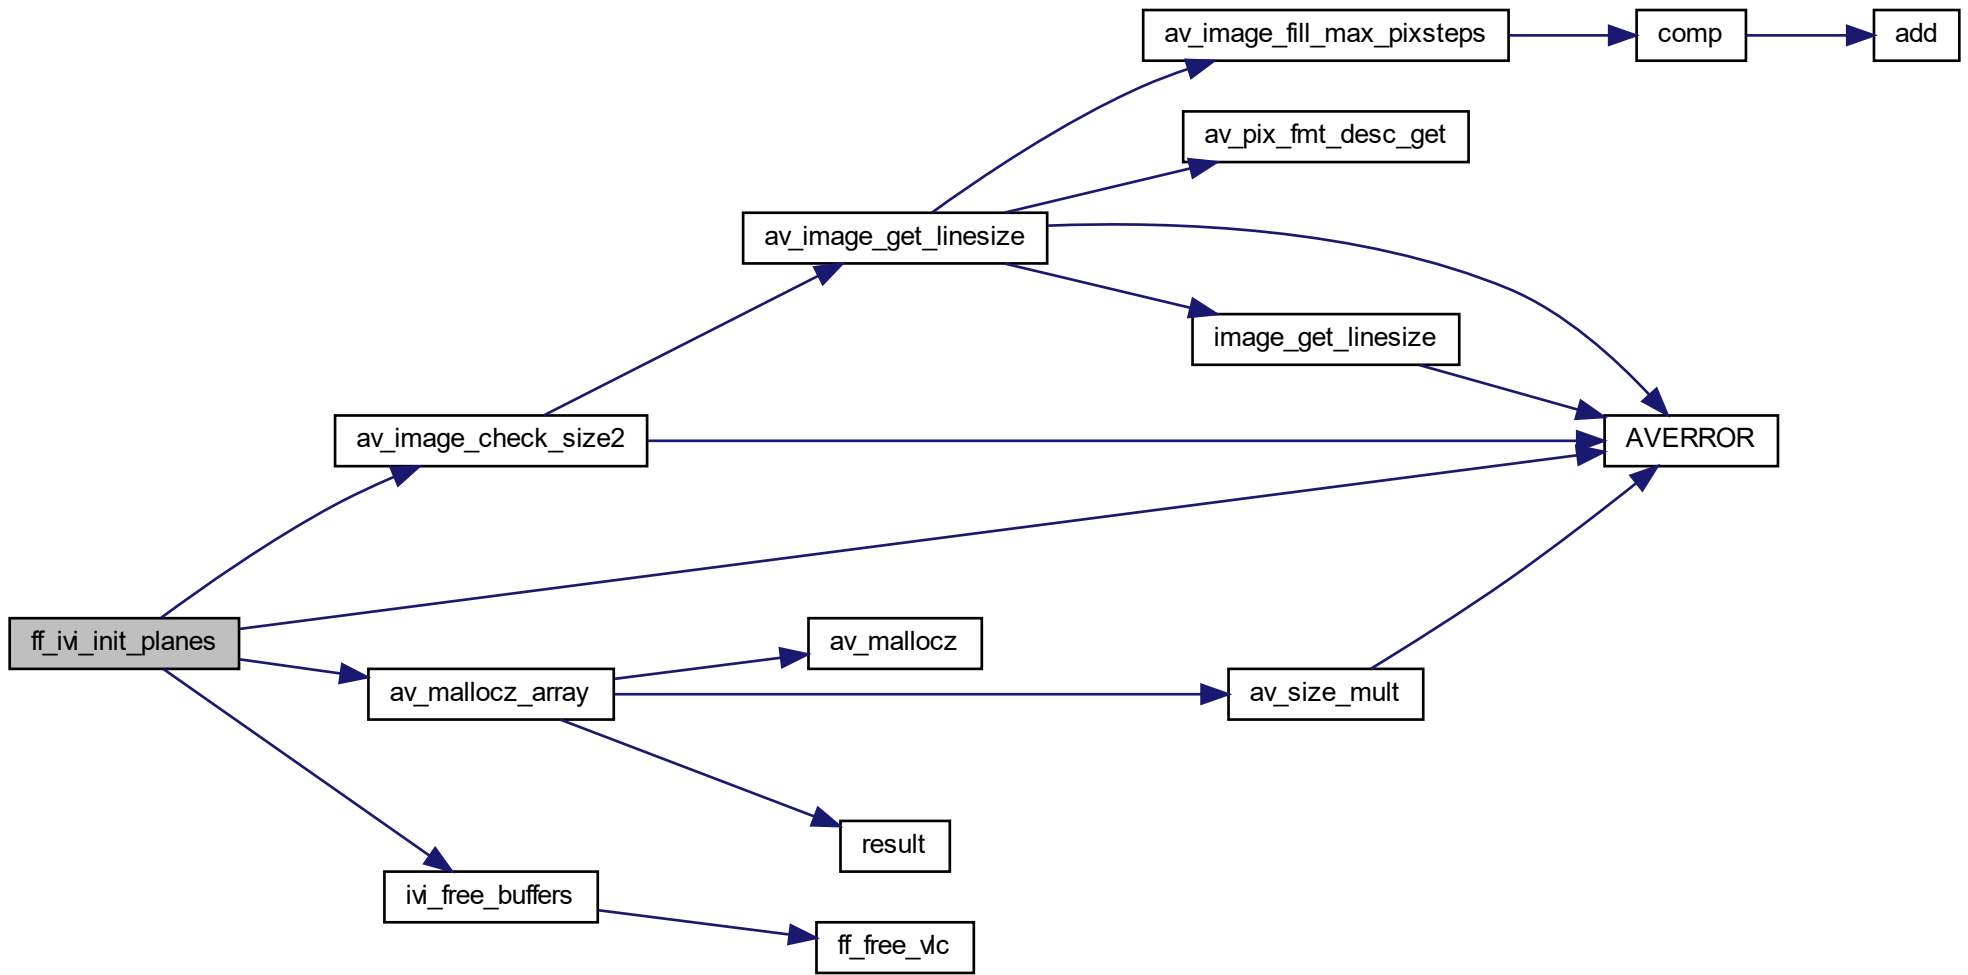 av_image_fill_max_pixsteps
comp
add
av_pix_fmt_desc_get
av_image_get_linesize
image_get_linesize
av_image_check_size2
AVERROR
ff_ivi_init_planes
av_mallocz
av_mallocz_array
av_size_mult
result
ivi_free_buffers
ff_free_vlc